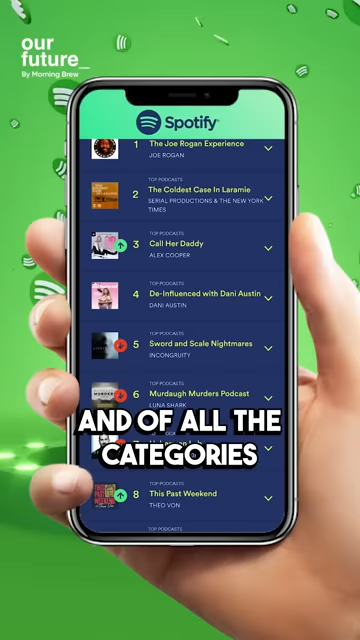 our
future_
By Morning Brew
Spotify
1 The Joe Rogan Experience
JOE ROGAN
TOP PODCASTS
2 The Coldest Case In Laramie
SERIAL PRODUCTIONS & THE NEW YORK
TIMES
TOP PODCASTS
3 Call Her Daddy
ALEX COOPER
TOP PODCASTS
4 De-Influenced with Dani Austin
DANI AUSTIN
TOP PODCASTS
5 Sword and Scale Nightmares
INCONGRUITY
TOP PODCASTS
6 Murdaugh Murders Podcast
LUNA SHARK
AND OF ALL THE
CATEGORIES
TOP PODCASTS
8 This Past Weekend
THEO VON
TOP PODCASTS